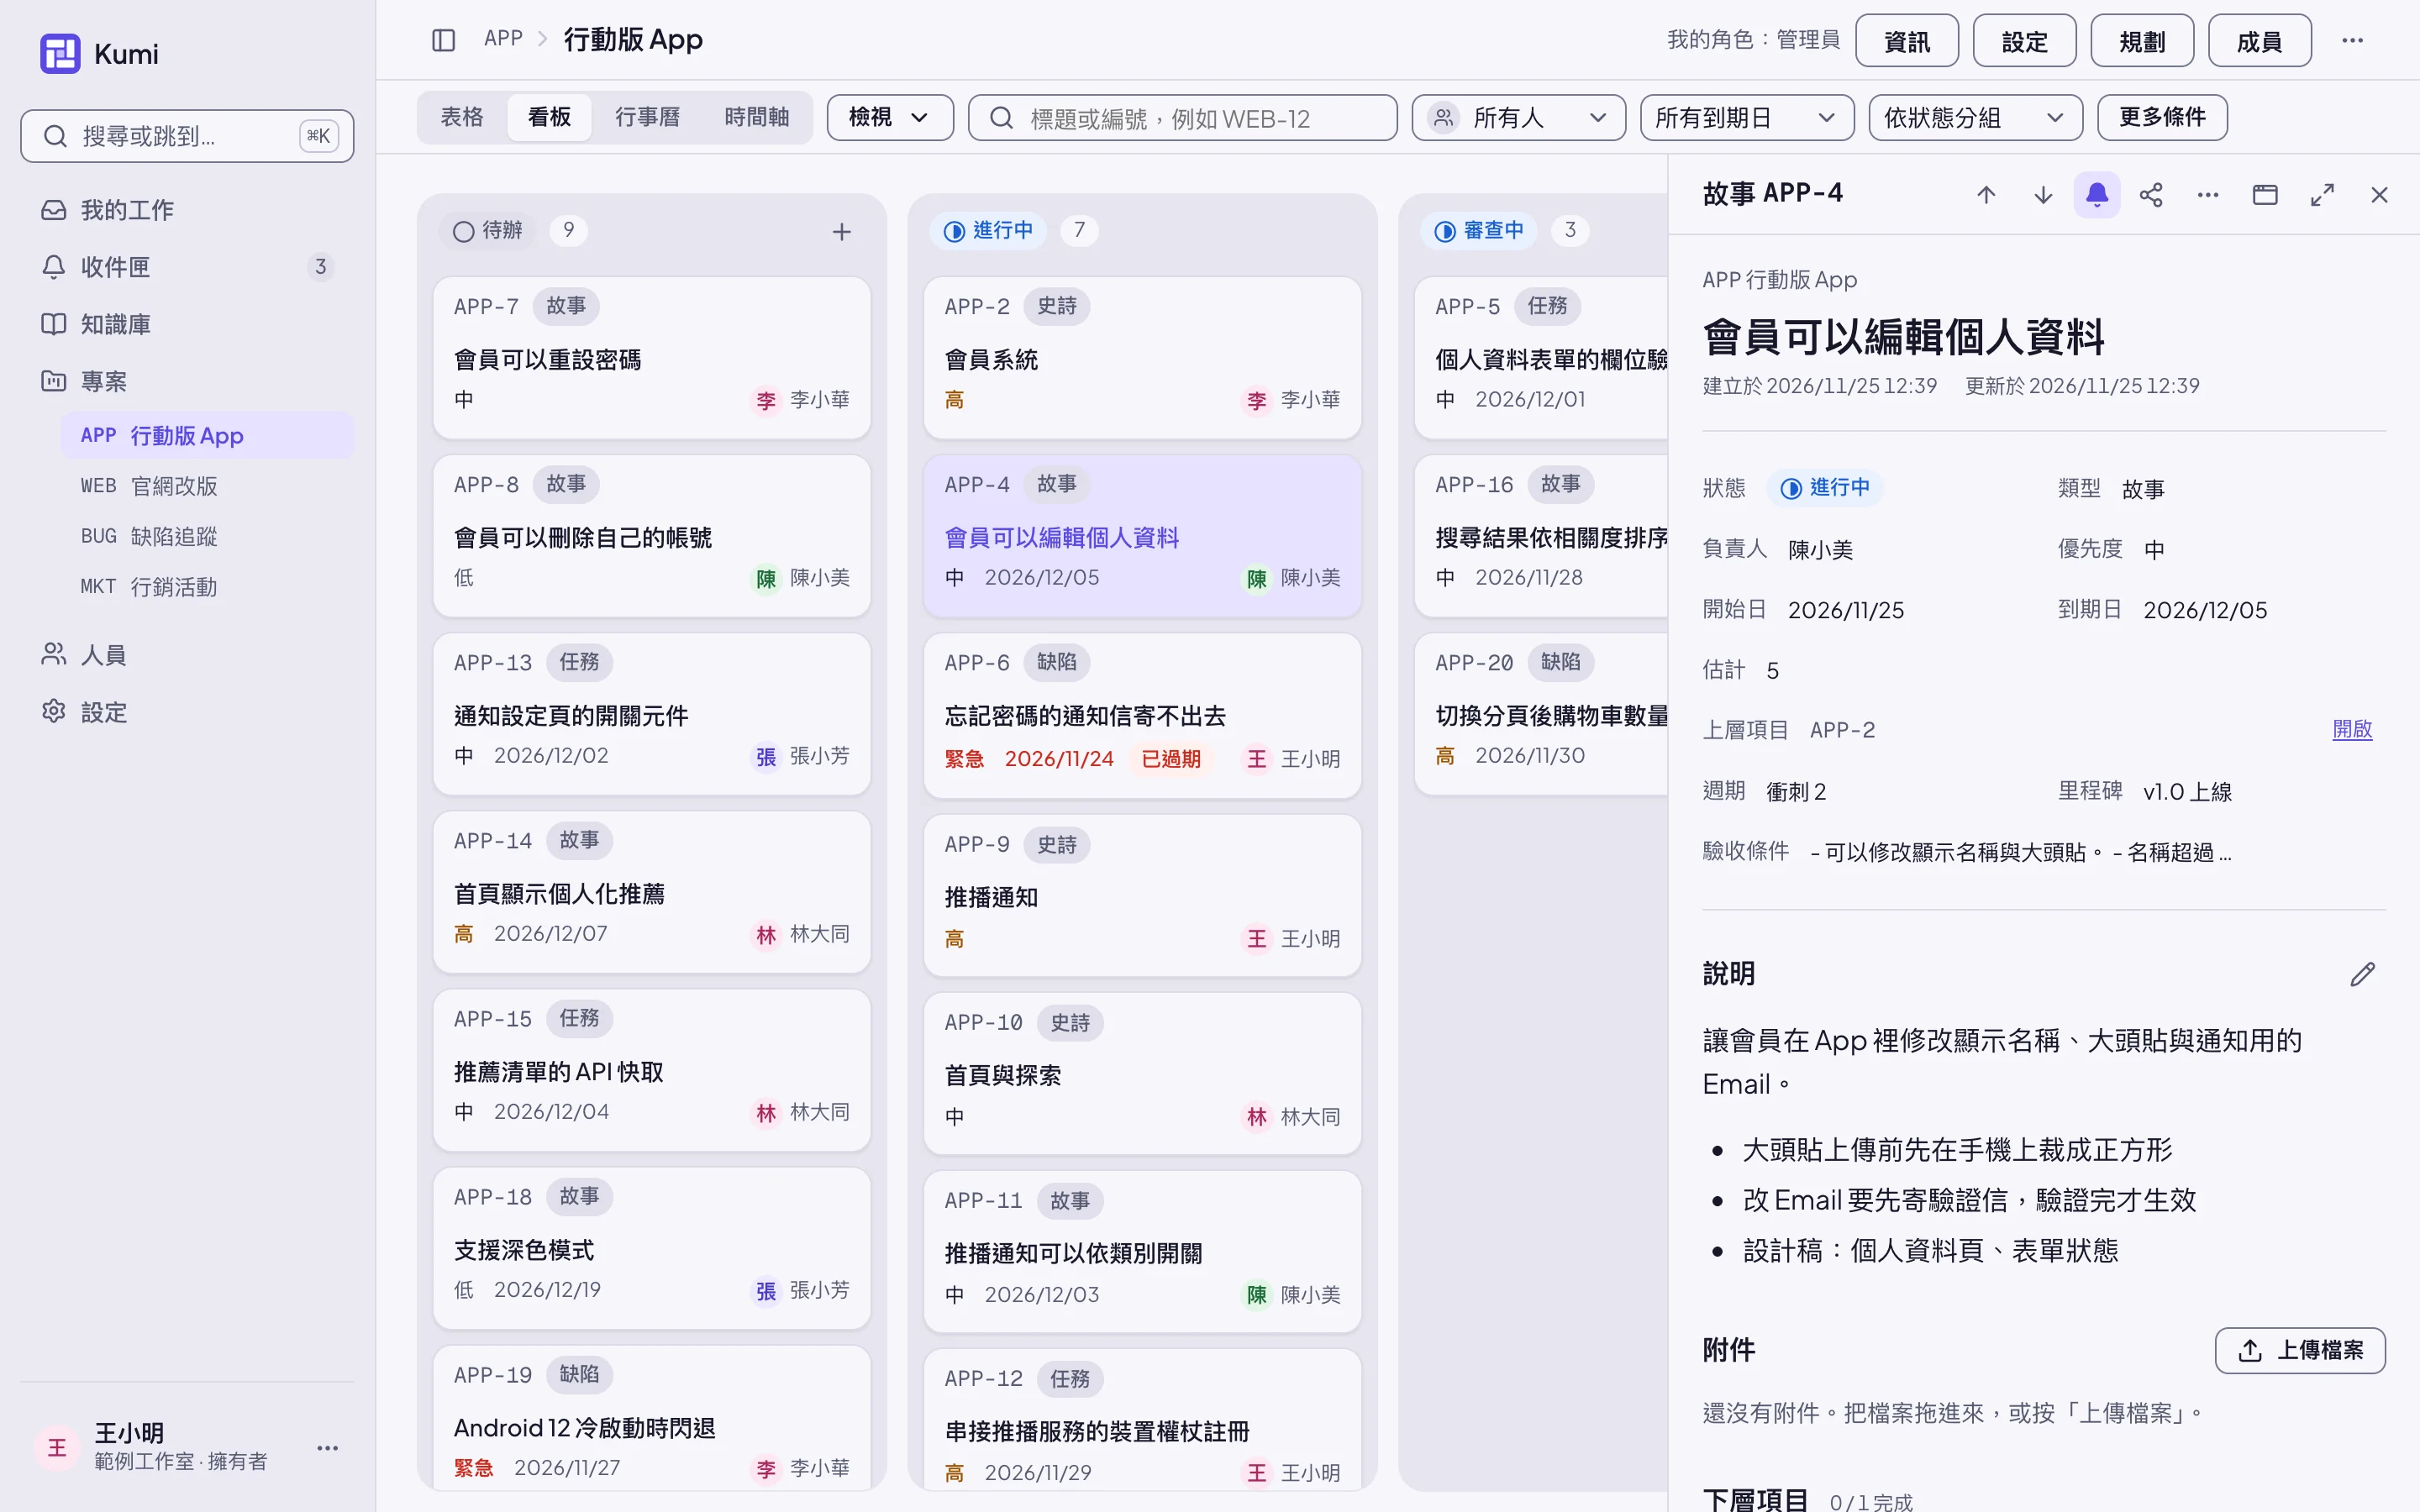 Kumi
搜尋或跳到...
⌘K
我的工作
收件匣 3
知識庫
專案
APP 行動版 App
WEB 官網改版
BUG 缺陷追蹤
MKT 行銷活動
人員
設定
王
王小明
範例工作室 · 擁有者
APP
行動版 App
我的角色：管理員
資訊
設定
規劃
成員
表格
看板
行事曆
時間軸
檢視
標題或編號，例如 WEB-12
所有人
所有到期日
依狀態分組
更多條件
待辦 9
APP-7 故事
會員可以重設密碼
中 李 李小華
APP-8 故事
會員可以刪除自己的帳號
低 陳 陳小美
APP-13 任務
通知設定頁的開關元件
中 2026/12/02 張 張小芳
APP-14 故事
首頁顯示個人化推薦
高 2026/12/07 林 林大同
APP-15 任務
推薦清單的 API 快取
中 2026/12/04 林 林大同
APP-18 故事
支援深色模式
低 2026/12/19 張 張小芳
APP-19 缺陷
Android 12 冷啟動時閃退
緊急 2026/11/27 李 李小華
進行中 7
APP-2 史詩
會員系統
高 李 李小華
APP-4 故事
會員可以編輯個人資料
中 2026/12/05 陳 陳小美
APP-6 缺陷
忘記密碼的通知信寄不出去
緊急 2026/11/24 已過期 王 王小明
APP-9 史詩
推播通知
高 王 王小明
APP-10 史詩
首頁與探索
中 林 林大同
APP-11 故事
推播通知可以依類別開關
中 2026/12/03 陳 陳小美
APP-12 任務
串接推播服務的裝置權杖註冊
高 2026/11/29 王 王小明
審查中 3
APP-5 任務
個人資料表單的欄位驗
中 2026/12/01
APP-16 故事
搜尋結果依相關度排序
中 2026/11/28
APP-20 缺陷
切換分頁後購物車數量
高 2026/11/30
故事 APP-4
APP 行動版 App
會員可以編輯個人資料
建立於 2026/11/25 12:39 更新於 2026/11/25 12:39
狀態 進行中 類型 故事
負責人 陳小美 優先度 中
開始日 2026/11/25 到期日 2026/12/05
估計 5
上層項目 APP-2 開啟
週期 衝刺 2 里程碑 v1.0 上線
驗收條件 - 可以修改顯示名稱與大頭貼。 - 名稱超過 ...
說明
讓會員在 App 裡修改顯示名稱、大頭貼與通知用的
Email。
• 大頭貼上傳前先在手機上裁成正方形
• 改 Email 要先寄驗證信，驗證完才生效
• 設計稿：個人資料頁、表單狀態
附件 上傳檔案
還沒有附件。把檔案拖進來，或按「上傳檔案」。
下層項目 0 / 1 完成